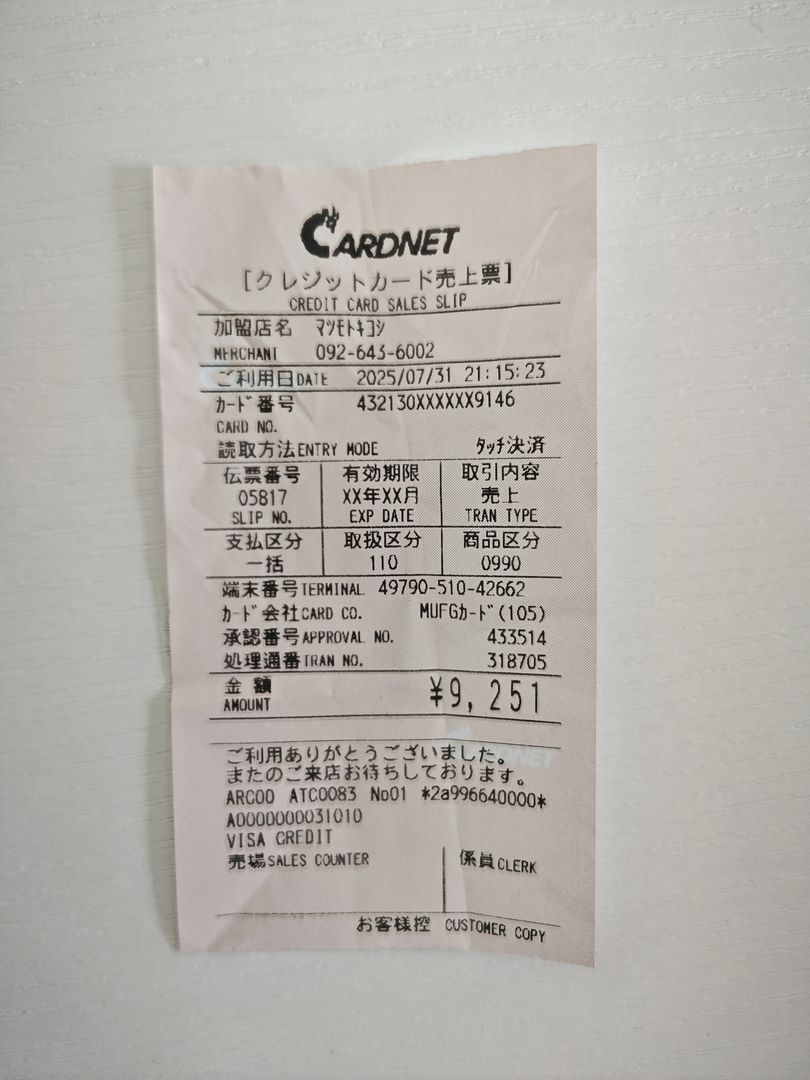 CARDNET
[クレジットカード売上票]
CREDIT CARD SALES SLIP
加盟店名 ﾏﾂﾓﾄｷﾖｼ
MERCHANT 092-643-6002
ご利用日DATE 2025/07/31 21:15:23
ｶｰﾄﾞ番号 432130XXXXXX9146
CARD NO.
読取方法ENTRY MODE ﾀｯﾁ決済
伝票番号 有効期限 取引内容
05817 XX年XX月 売上
SLIP NO. EXP DATE TRAN TYPE
支払区分 取扱区分 商品区分
一括 110 0990
端末番号TERMINAL 49790-510-42662
ｶｰﾄﾞ会社CARD CO. MUFGｶｰﾄﾞ(105)
承認番号APPROVAL NO. 433514
処理通番TRAN NO. 318705
金額 ¥9,251
AMOUNT
CARDNET
ご利用ありがとうございました。
またのご来店お待ちしております。
ARC00 ATC0083 No01 *2a996640000*
A0000000031010
VISA CREDIT
売場SALES COUNTER 係員CLERK
お客様控 CUSTOMER COPY